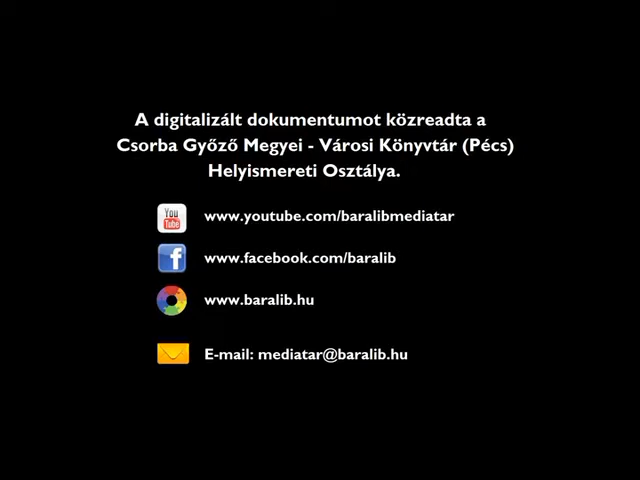 A digitalizált dokumentumot közreadta a
Csorba Győző Megyei - Városi Könyvtár (Pécs)
Helyismereti Osztálya.
You Tube www.youtube.com/baralibmediatar
f www.facebook.com/baralib
www.baralib.hu
E-mail: mediatar@baralib.hu